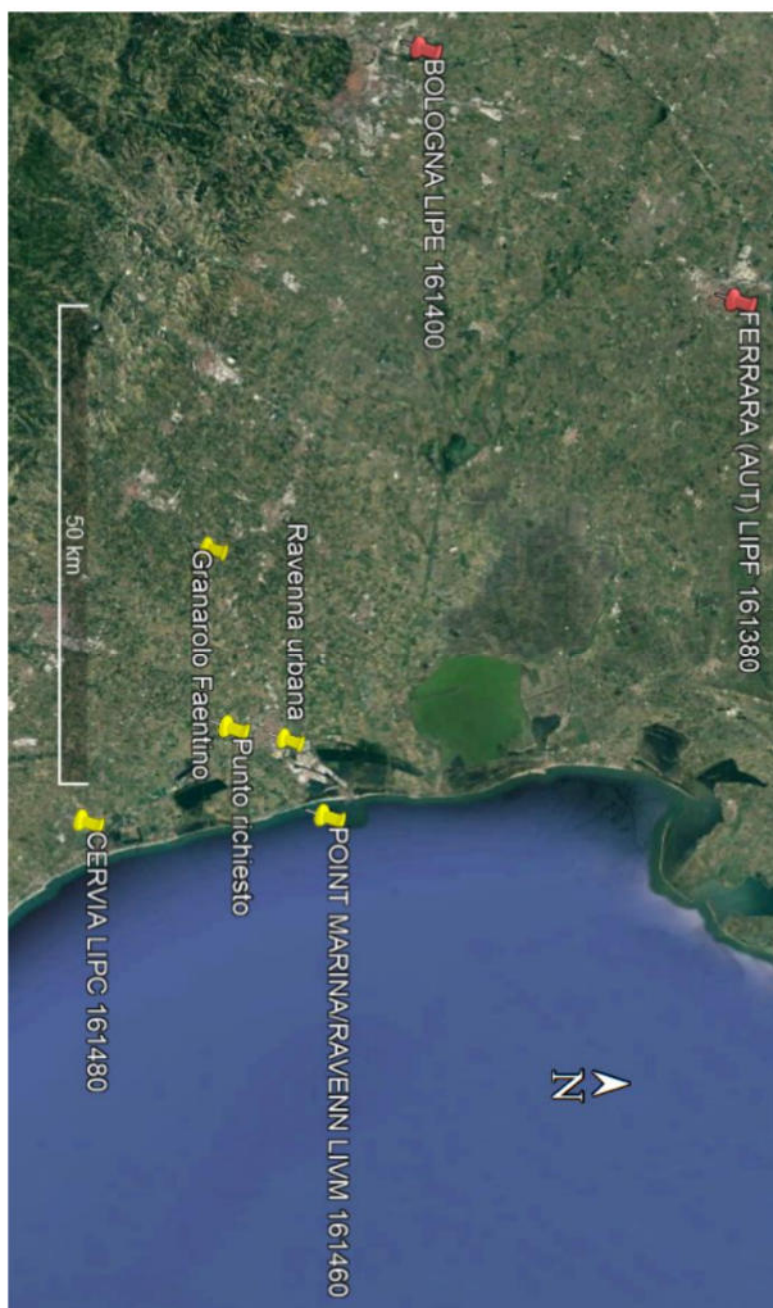 FERRARA (AUT) LIPF 161380
BOLOGNA LIPE 161400
POINT MARINA/RAVENN LIVM 161460
Ravenna urbana
Punto richiesto
Granarolo Faentino
CERVIA LIPC 161480
N
50 km